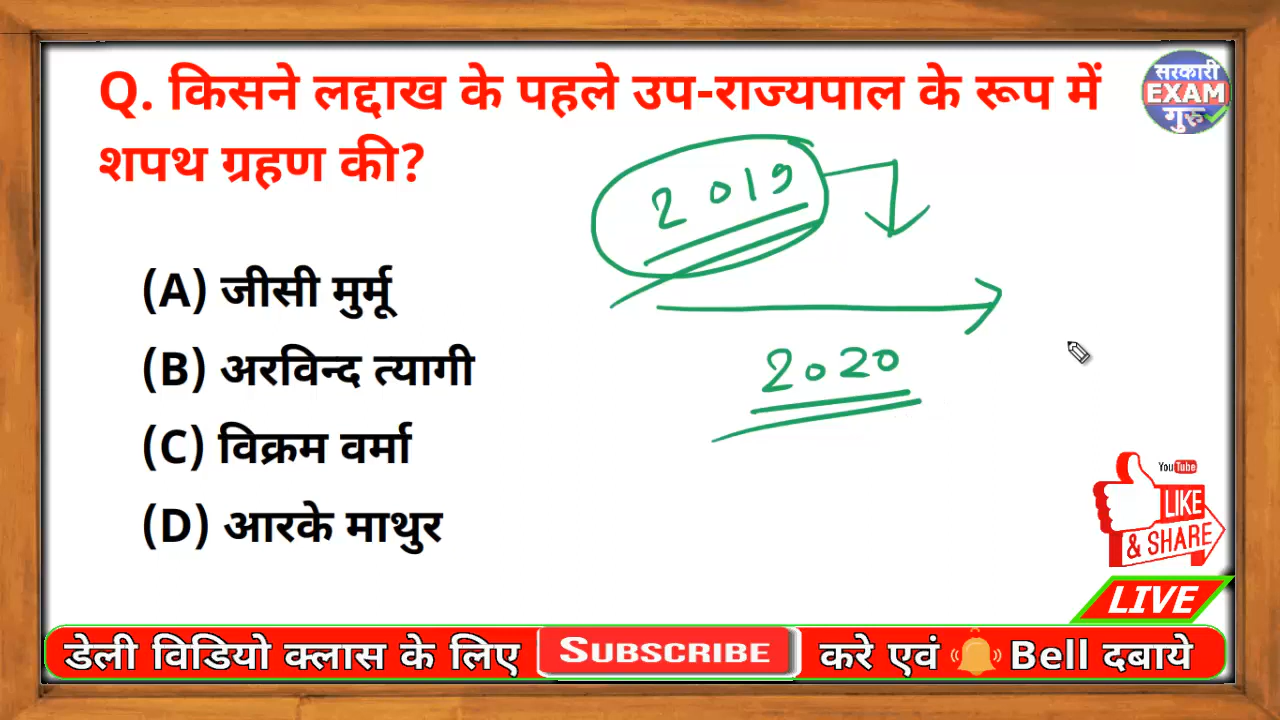 Q. किसने लद्दाख के पहले उप-राज्यपाल के रूप में
शपथ ग्रहण की?
सरकारी
EXAM
गुरु
2019
(A) जीसी मुर्मू
(B) अरविन्द त्यागी
2020
(C) विक्रम वर्मा
(D) आरके माथुर
YouTube
LIKE
& SHARE
LIVE
डेली विडियो क्लास के लिए SUBSCRIBE करे एवं Bell दबाये